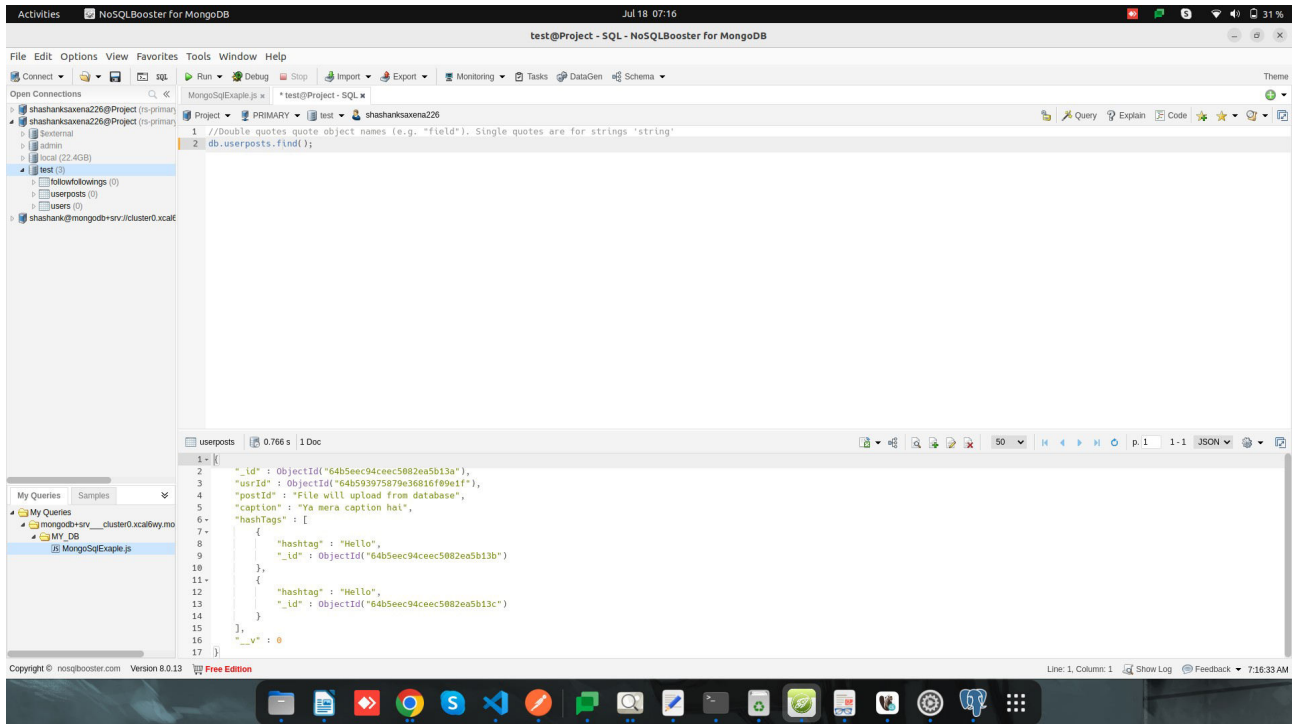 Activities NoSQLBooster for MongoDB Jul 18 07:16 31 %
test@Project - SQL - NoSQLBooster for MongoDB
File Edit Options View Favorites Tools Window Help
Connect SQL Run Debug Stop Import Export Monitoring Tasks DataGen Schema Theme
Open Connections
MongoSqlExaple.js * test@Project - SQL
shashanksaxena226@Project (rs-primary
shashanksaxena226@Project (rs-primary
$external
admin
local (22.4GB)
test (3)
followfollowings (0)
userposts (0)
users (0)
shashank@mongodb+srv://cluster0.xcal6
Project PRIMARY test shashanksaxena226 Query Explain Code
1 //Double quotes quote object names (e.g. "field"). Single quotes are for strings 'string'
2 db.userposts.find();
userposts 0.766 s 1 Doc 50 p. 1 1-1 JSON
1 {
2 "_id" : ObjectId("64b5eec94ceec5082ea5b13a"),
3 "usrId" : ObjectId("64b593975879e36816f09e1f"),
4 "postId" : "File will upload from database",
5 "caption" : "Ya mera caption hai",
6 "hashTags" : [
7 {
8 "hashtag" : "Hello",
9 "_id" : ObjectId("64b5eec94ceec5082ea5b13b")
10 },
11 {
12 "hashtag" : "Hello",
13 "_id" : ObjectId("64b5eec94ceec5082ea5b13c")
14 }
15 ],
16 "__v" : 0
17 }
My Queries Samples
My Queries
mongodb+srv___cluster0.xcal6wy.mo
MY_DB
MongoSqlExaple.js
Copyright © nosqlbooster.com Version 8.0.13 Free Edition Line: 1, Column: 1 Show Log Feedback 7:16:33 AM